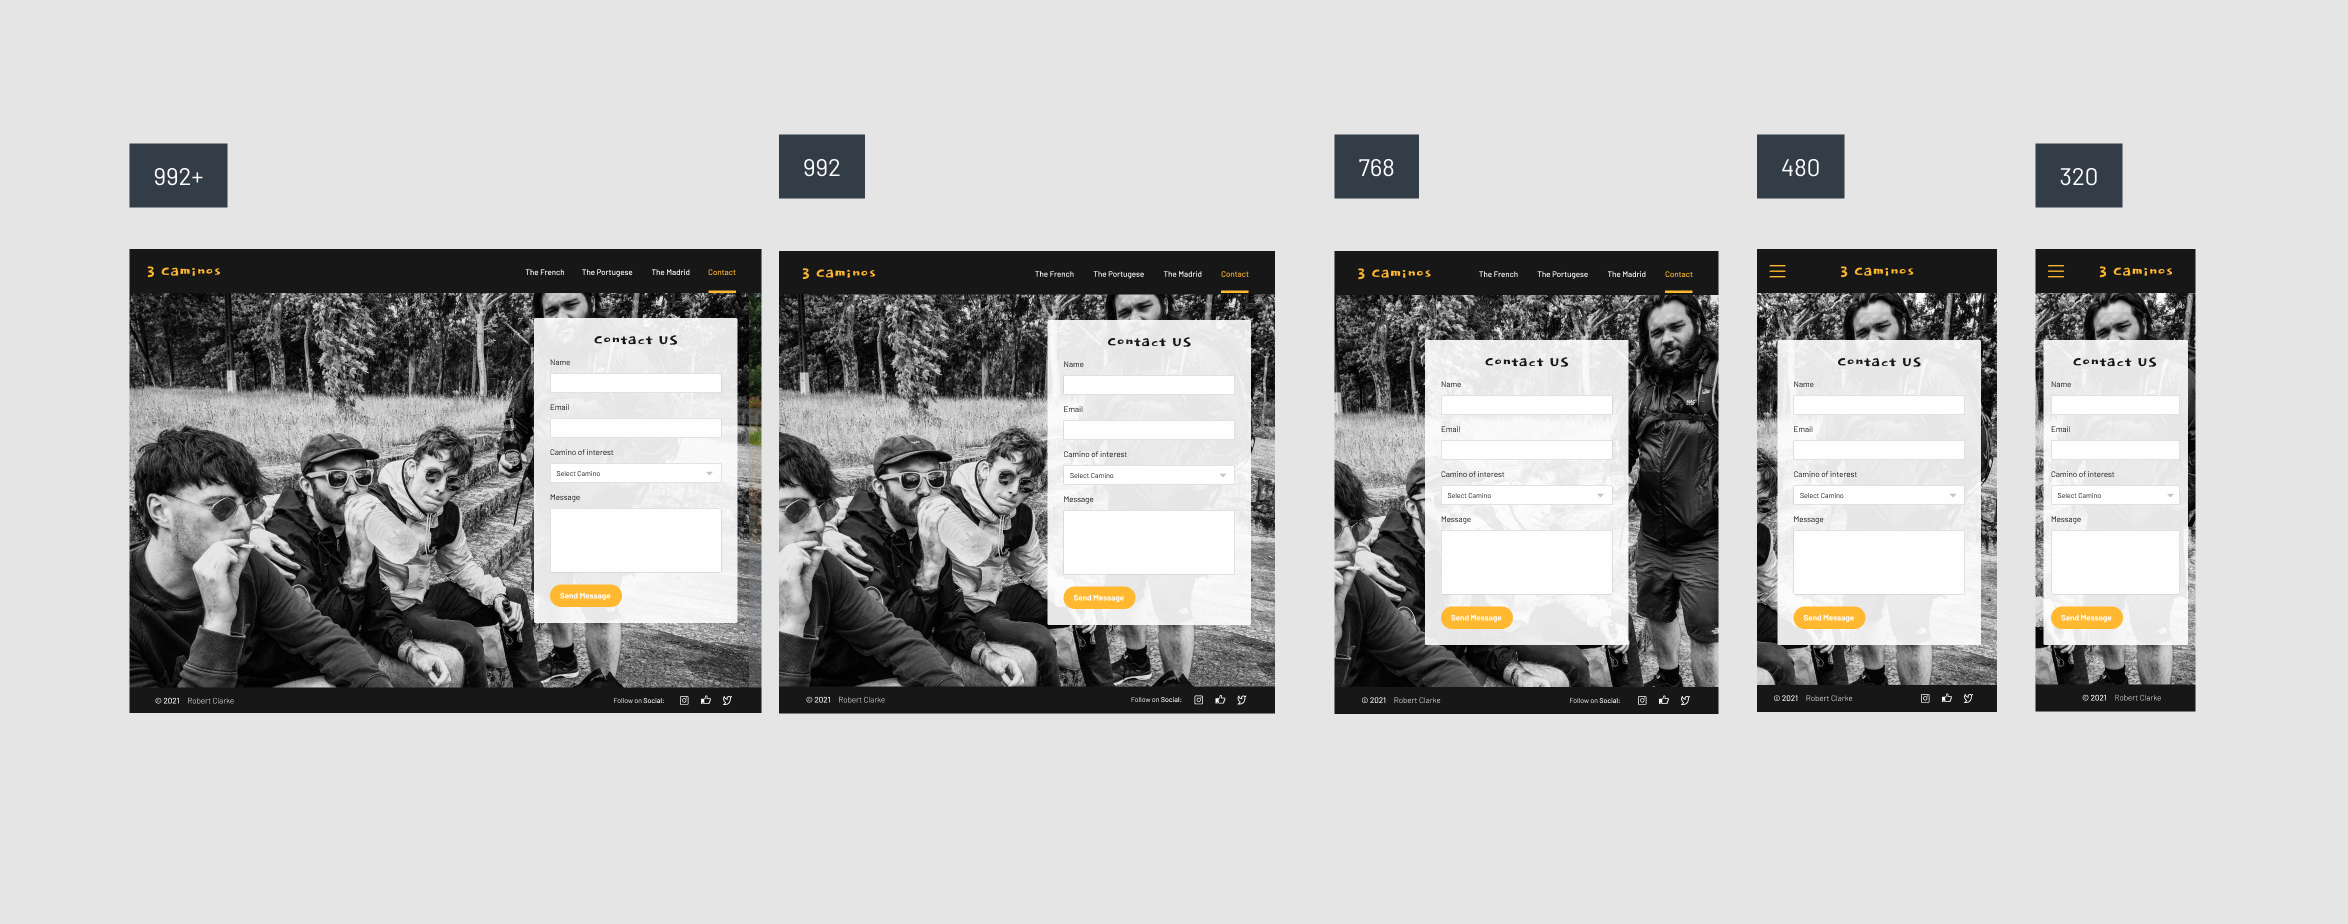 992+
992
768
480
320
3 Caminos
The French The Portugese The Madrid Contact
Contact US
Name
Email
Camino of interest
Select Camino
Message
Send Message
© 2021 Robert Clarke
Follow on Social:
3 Caminos
The French The Portugese The Madrid Contact
Contact US
Name
Email
Camino of interest
Select Camino
Message
Send Message
© 2021 Robert Clarke
Follow on Social:
3 Caminos
The French The Portugese The Madrid Contact
Contact US
Name
Email
Camino of interest
Select Camino
Message
Send Message
© 2021 Robert Clarke
Follow on Social:
3 Caminos
Contact US
Name
Email
Camino of interest
Select Camino
Message
Send Message
© 2021 Robert Clarke
3 Caminos
Contact US
Name
Email
Camino of interest
Select Camino
Message
Send Message
© 2021 Robert Clarke